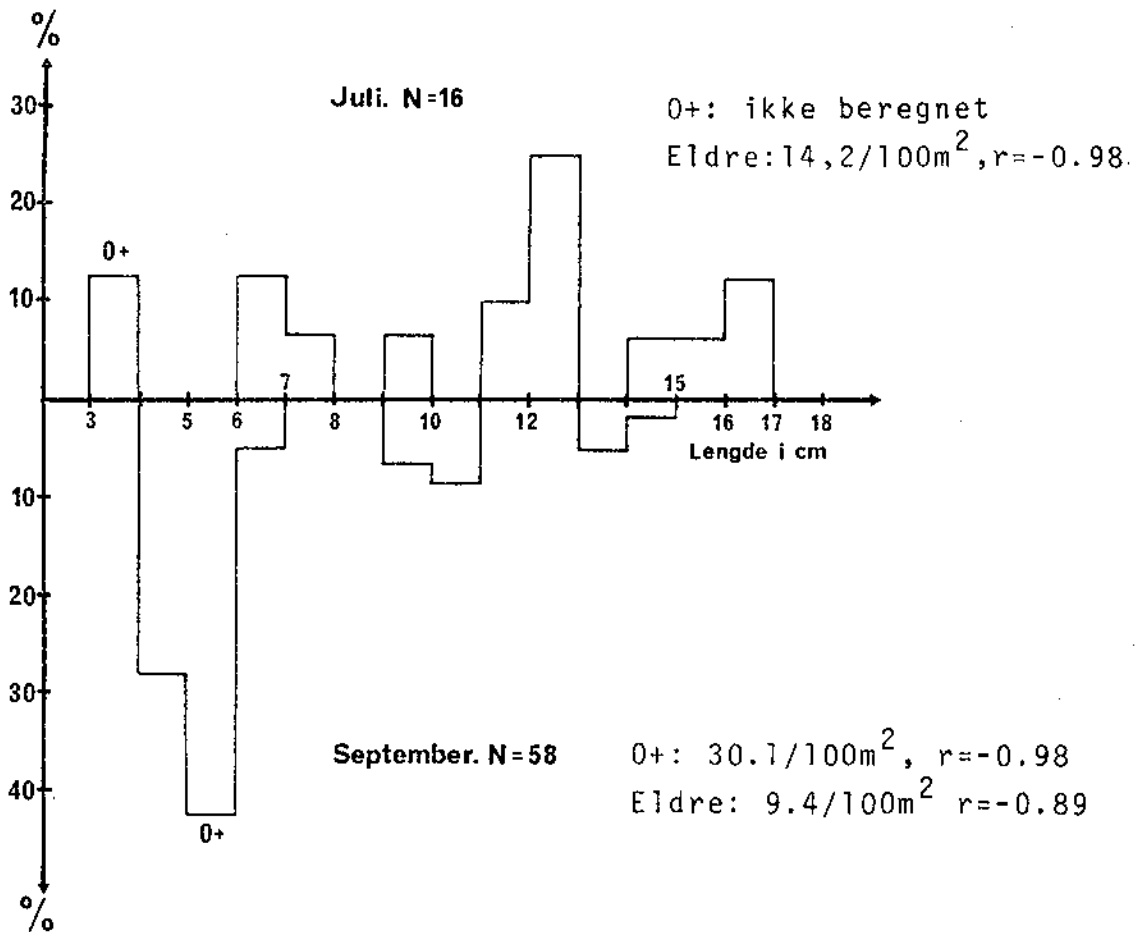 %
30
Juli. N=16
0+: ikke beregnet
Eldre:14,2/100m², r=-0.98.
20
0+
10
7
15
3 5 6 8 10 12 16 17 18
Lengde i cm
10
20
30
September. N=58
0+: 30.1/100m², r=-0.98
Eldre: 9.4/100m² r=-0.89
40
0+
%